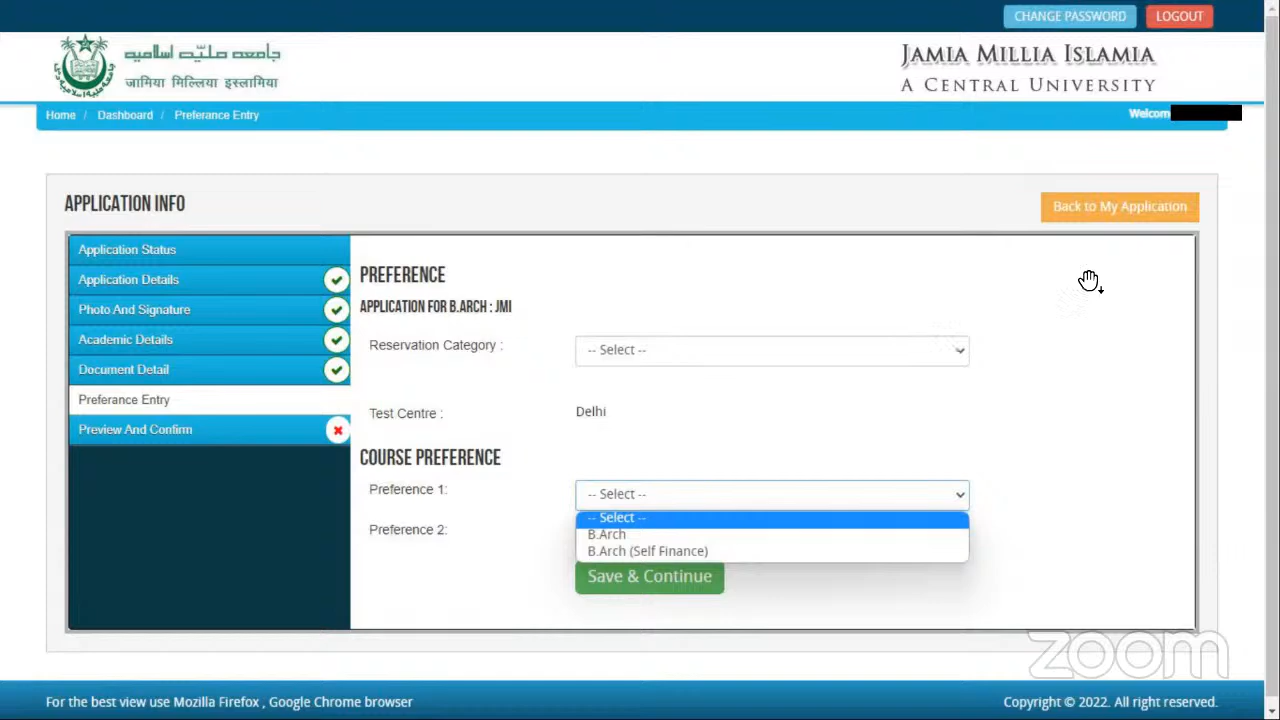 CHANGE PASSWORD
LOGOUT
جامعہ ملیّہ اسلامیہ
जामिया मिल्लिया इस्लामिया
JAMIA MILLIA ISLAMIA
A CENTRAL UNIVERSITY
Home / Dashboard / Preferance Entry
Welcom
APPLICATION INFO
Back to My Application
Application Status
Application Details
Photo And Signature
Academic Details
Document Detail
Preferance Entry
Preview And Confirm
PREFERENCE
APPLICATION FOR B.ARCH : JMI
Reservation Category :
-- Select --
Test Centre :
Delhi
COURSE PREFERENCE
Preference 1:
-- Select --
-- Select --
B.Arch
B.Arch (Self Finance)
Preference 2:
Save & Continue
zoom
For the best view use Mozilla Firefox , Google Chrome browser
Copyright © 2022. All right reserved.